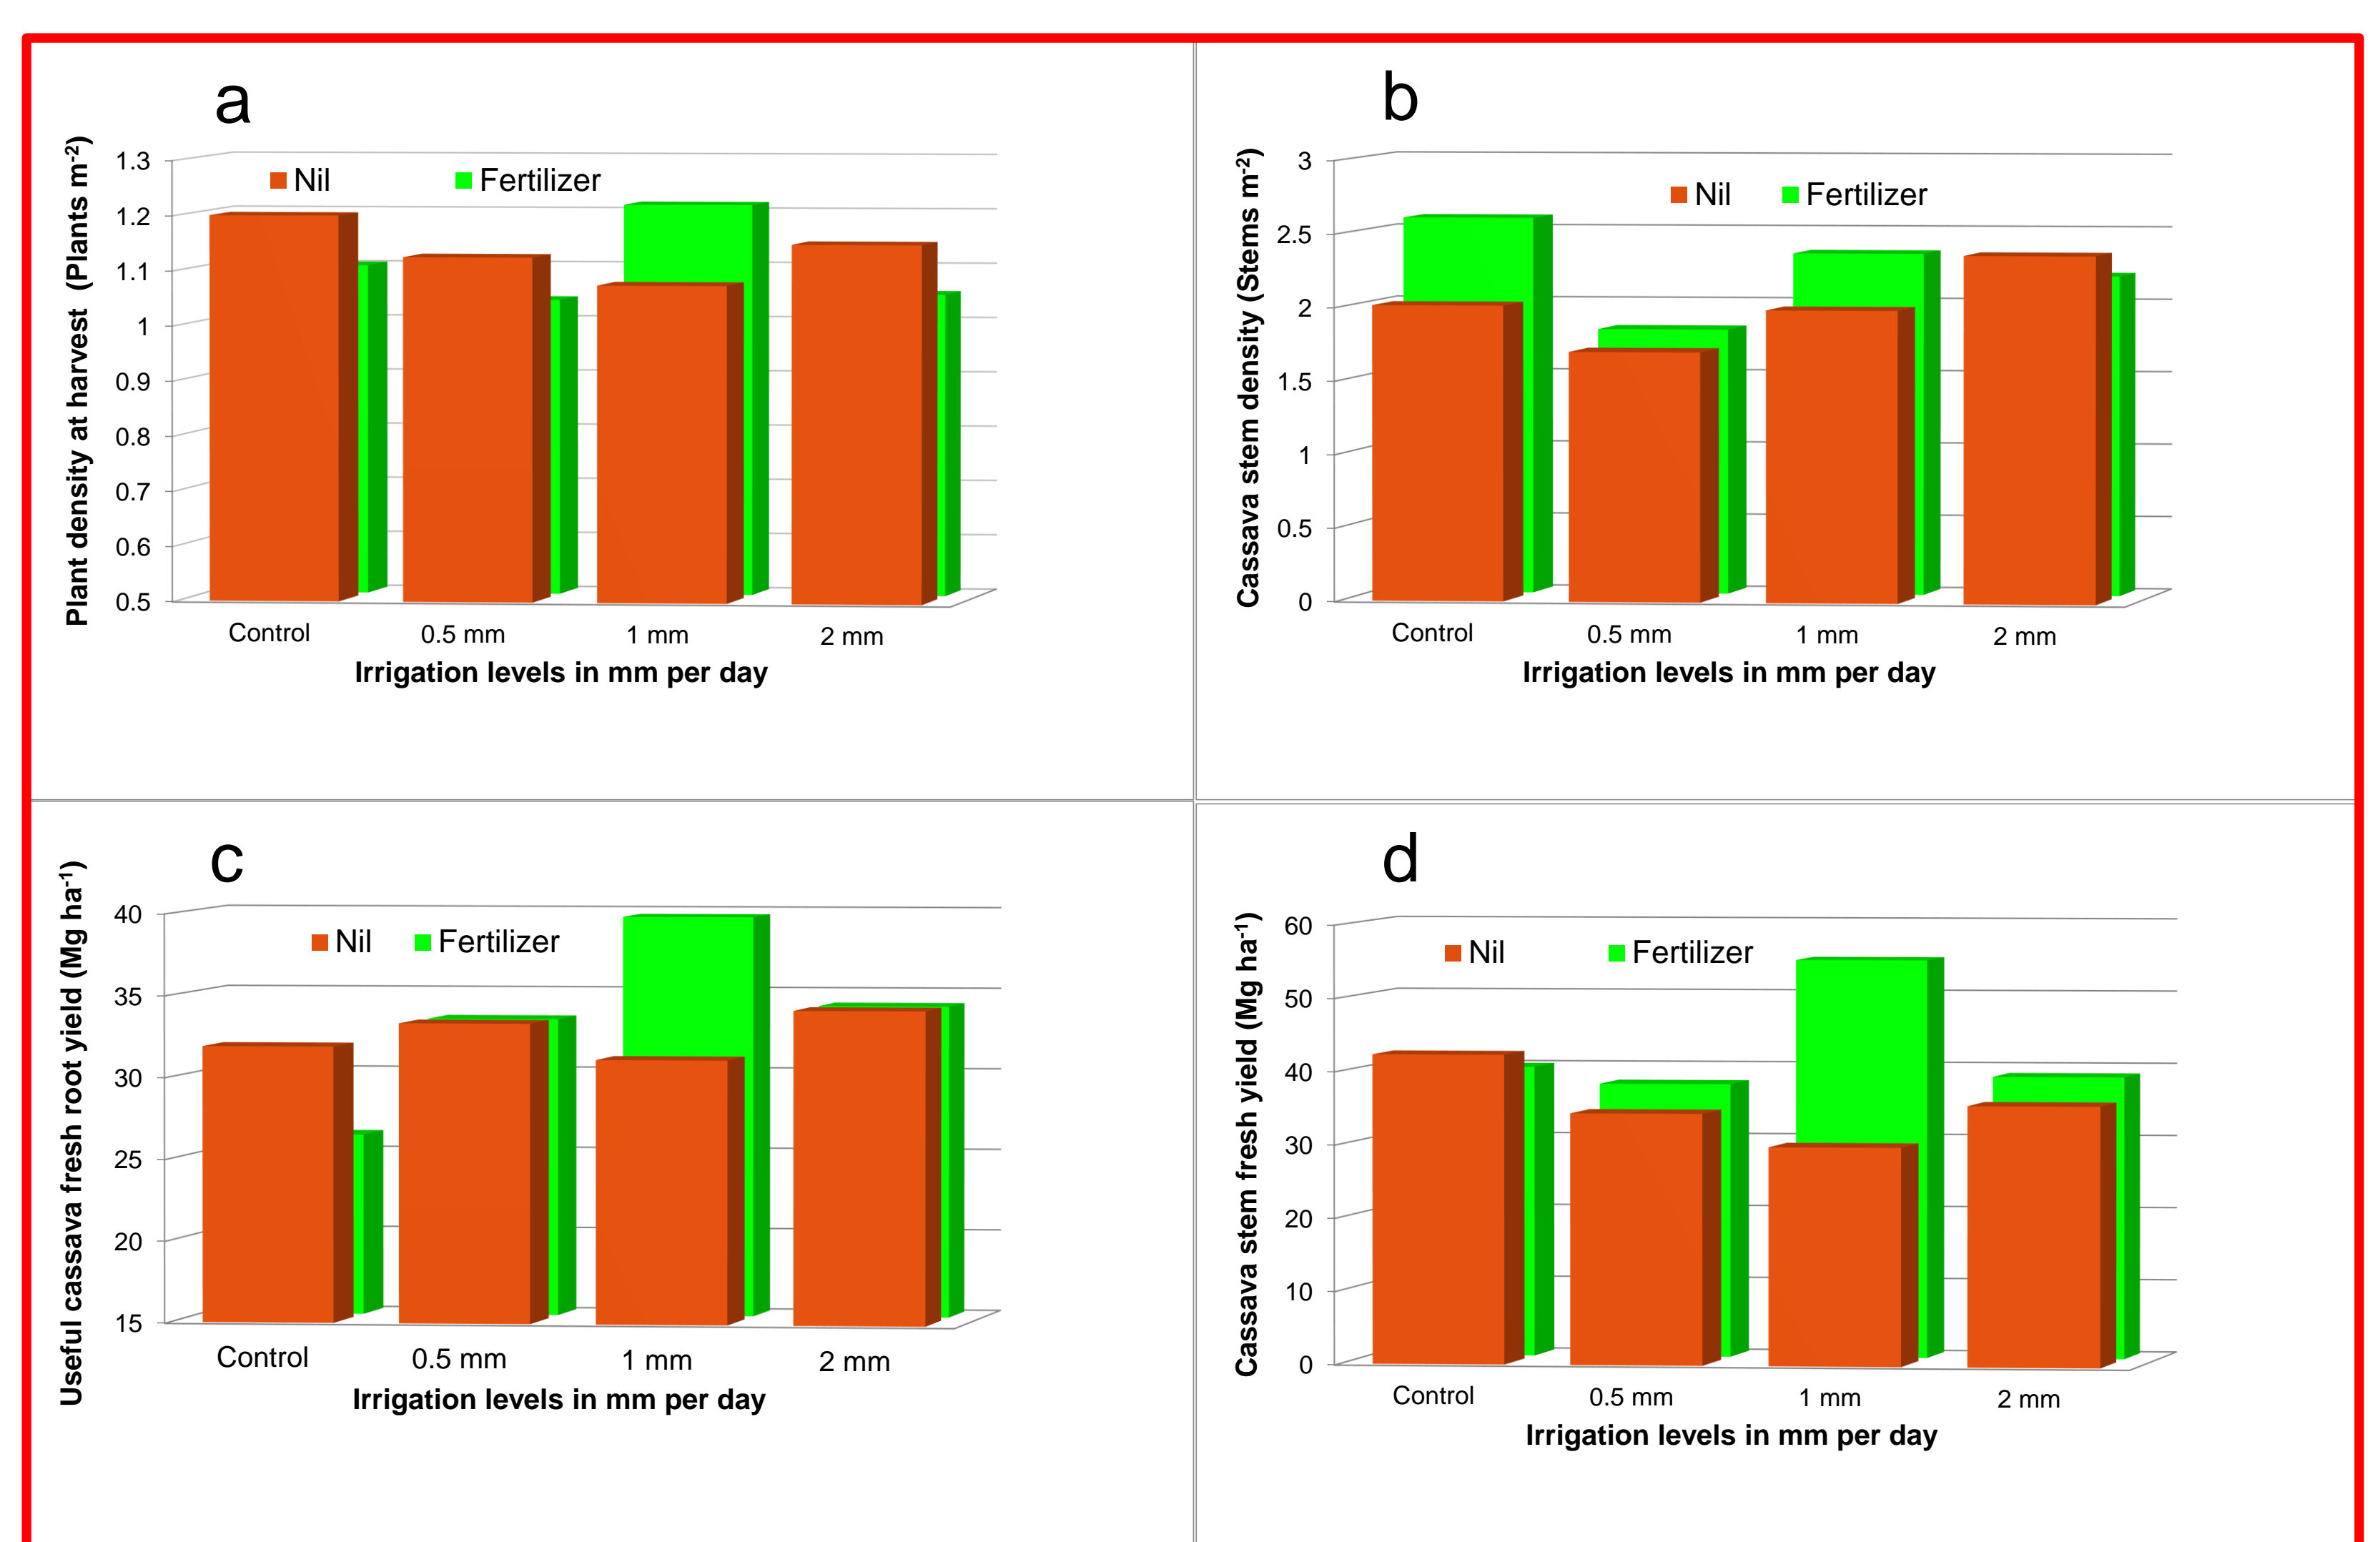 a
Plant density at harvest (Plants m-2)
1.3
1.2
1.1
1
0.9
0.8
0.7
0.6
0.5
Nil Fertilizer
Control 0.5 mm 1 mm 2 mm
Irrigation levels in mm per day
b
Cassava stem density (Stems m-2)
3
2.5
2
1.5
1
0.5
0
Nil Fertilizer
Control 0.5 mm 1 mm 2 mm
Irrigation levels in mm per day
c
Useful cassava fresh root yield (Mg ha-1)
40
35
30
25
20
15
Nil Fertilizer
Control 0.5 mm 1 mm 2 mm
Irrigation levels in mm per day
d
Cassava stem fresh yield (Mg ha-1)
60
50
40
30
20
10
0
Nil Fertilizer
Control 0.5 mm 1 mm 2 mm
Irrigation levels in mm per day